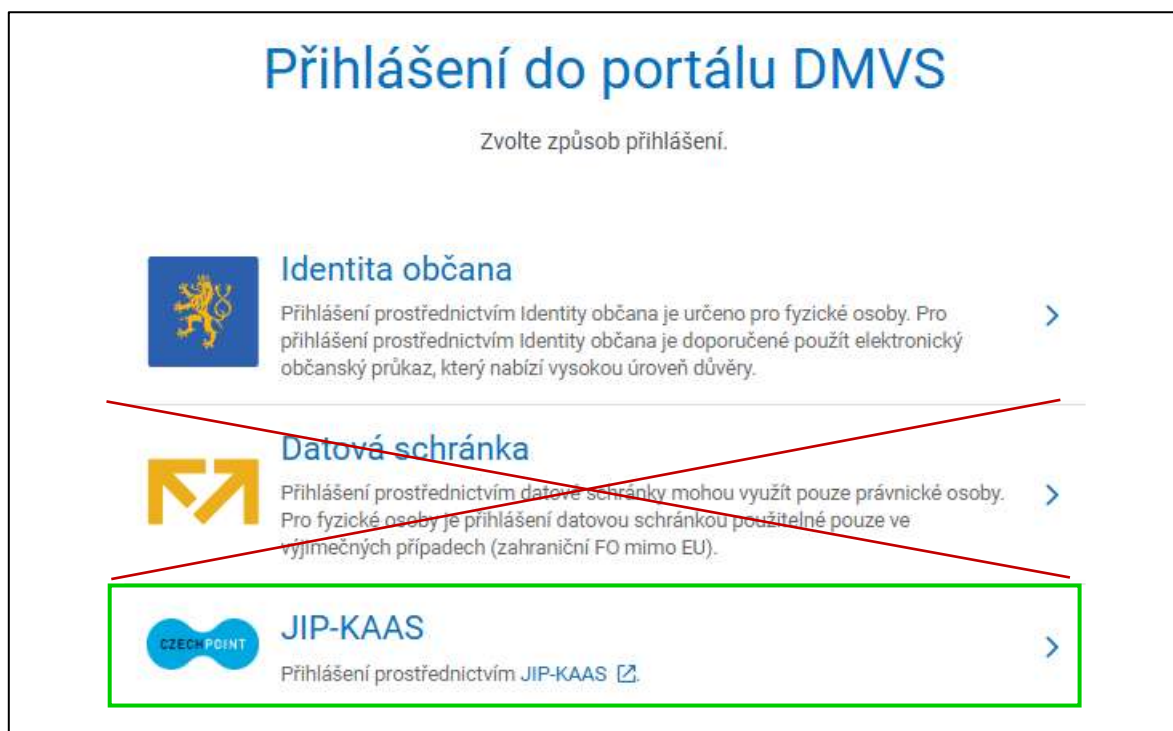 Přihlášení do portálu DMVS
Zvolte způsob přihlášení.
Identita občana
Přihlášení prostřednictvím Identity občana je určeno pro fyzické osoby. Pro
přihlášení prostřednictvím Identity občana je doporučené použít elektronický
občanský průkaz, který nabízí vysokou úroveň důvěry.
Datová schránka
Přihlášení prostřednictvím datové schránky mohou využít pouze právnické osoby.
Pro fyzické osoby je přihlášení datovou schránkou použitelné pouze ve
výjimečných případech (zahraniční FO mimo EU).
CZECHPOINT
JIP-KAAS
Přihlášení prostřednictvím JIP-KAAS.